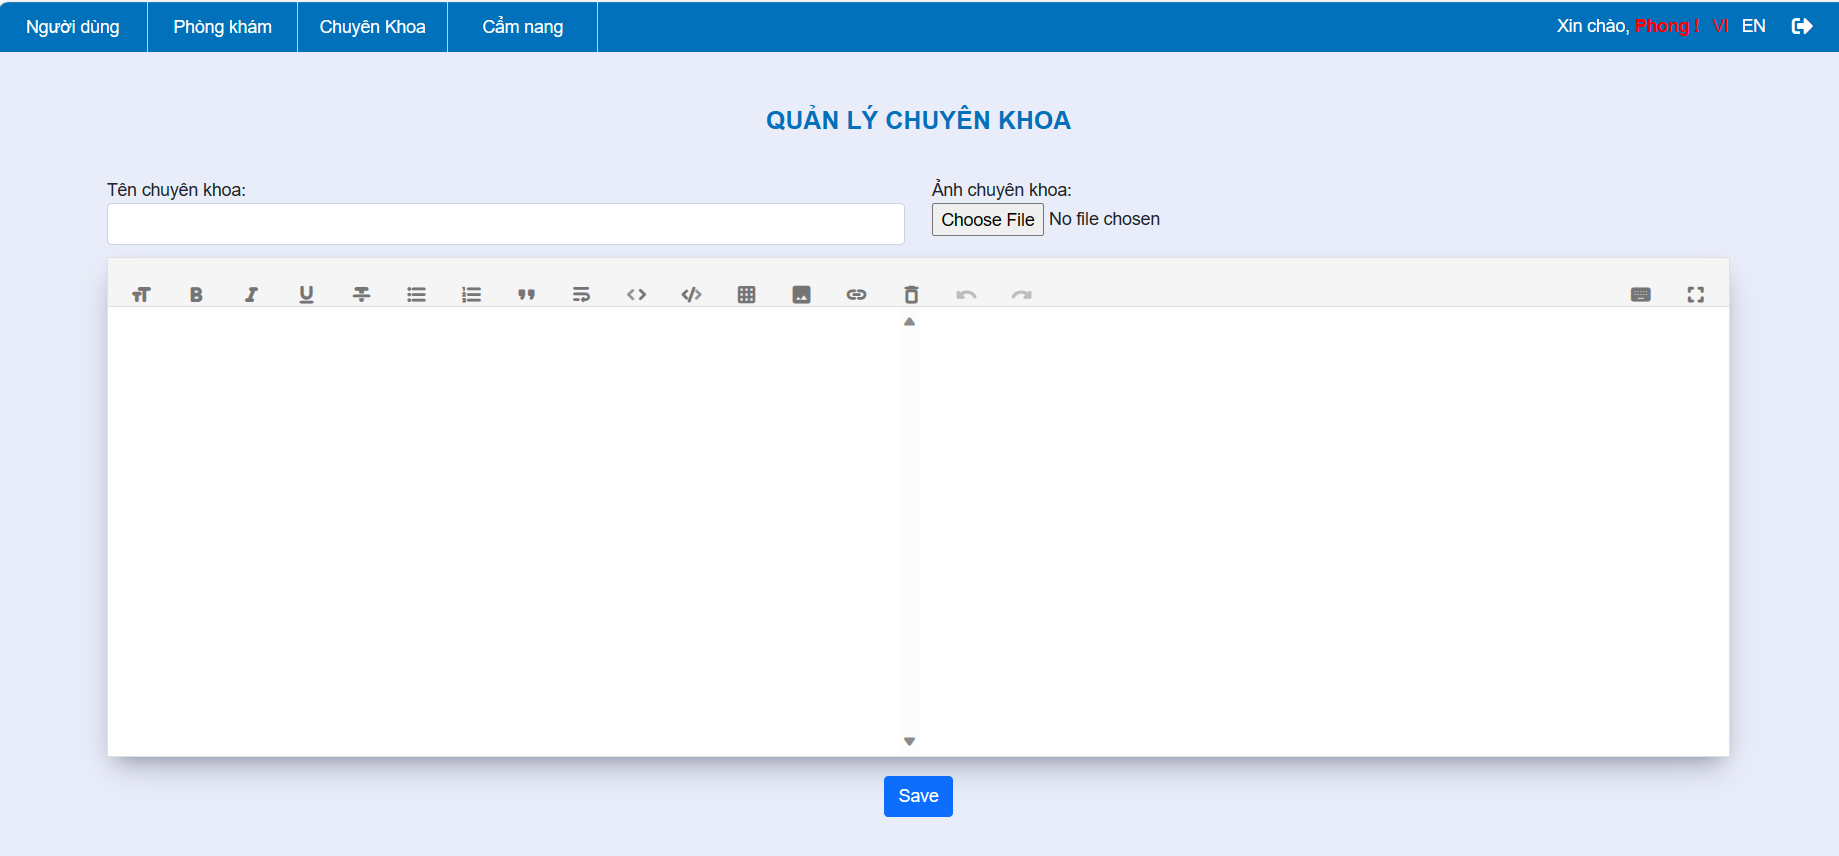 Người dùng Phòng khám Chuyên Khoa Cẩm nang Xin chào, Phong ! VI EN
QUẢN LÝ CHUYÊN KHOA
Tên chuyên khoa: Ảnh chuyên khoa:
Choose File No file chosen
Save